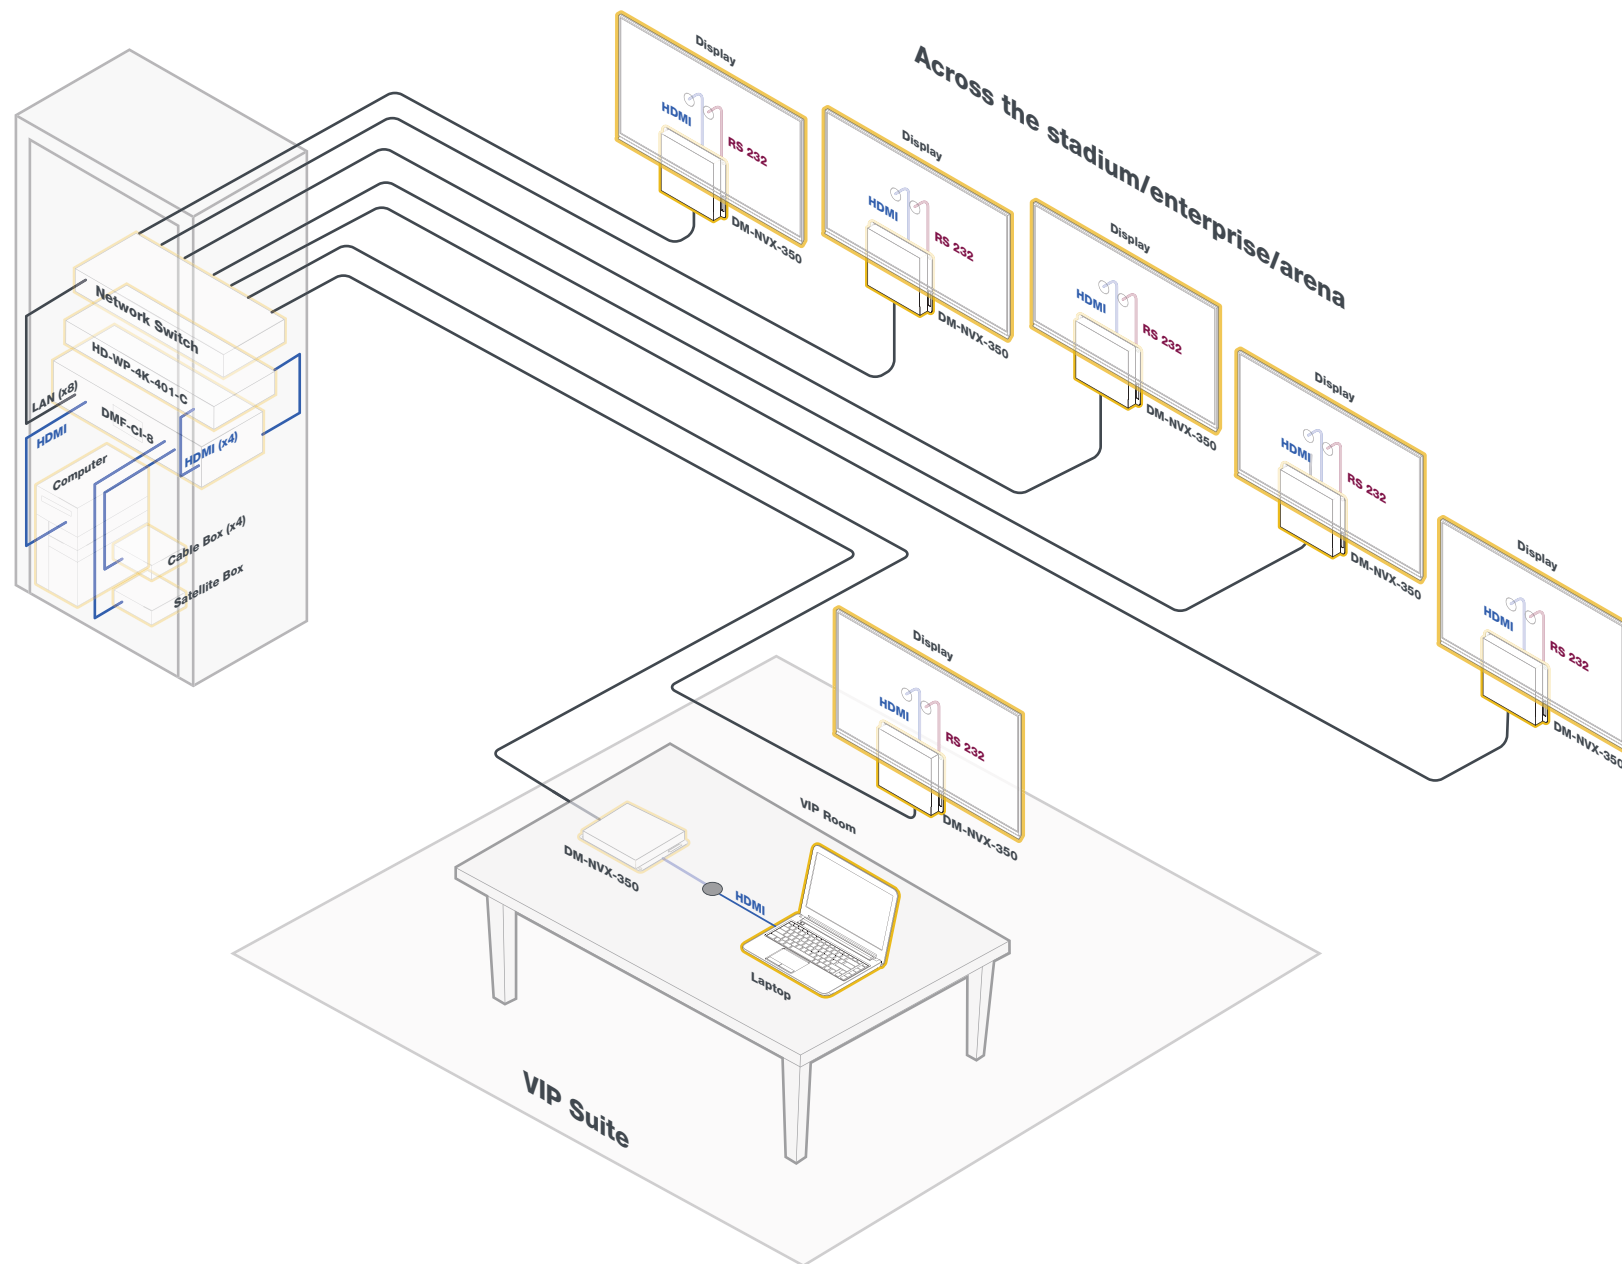 Across the stadium/enterprise/arena
Display
HDMI
RS 232
DM-NVX-350
Display
HDMI
RS 232
DM-NVX-350
Display
HDMI
RS 232
DM-NVX-350
Display
HDMI
RS 232
DM-NVX-350
Display
HDMI
RS 232
DM-NVX-350
Network Switch
HD-WP-4K-401-C
LAN (x8)
DMF-CI-8
HDMI
HDMI (x4)
Computer
Cable Box (x4)
Satellite Box
Display
HDMI
RS 232
DM-NVX-350
VIP Room
DM-NVX-350
HDMI
Laptop
VIP Suite